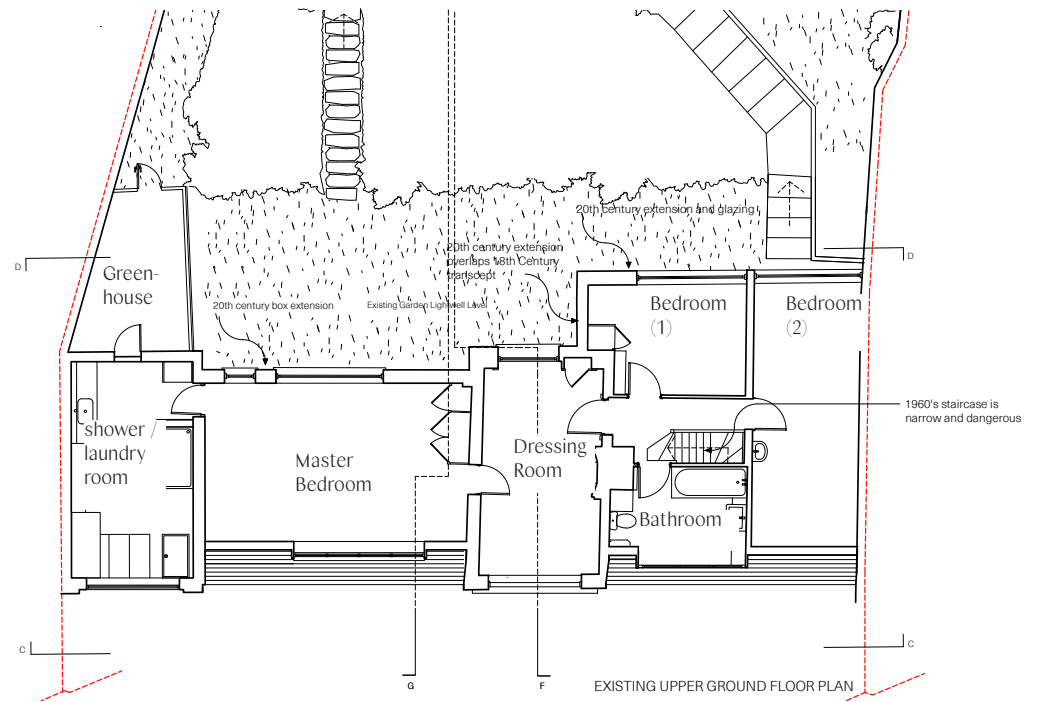 20th century extension and glazing
20th century extension
overlaps 18th Century
transcept
D
D
Green-
house
Bedroom
(1)
Bedroom
(2)
20th century box extension
Existing Garden Lightwell Level
1960's staircase is
narrow and dangerous
shower /
laundry
room
Master
Bedroom
Dressing
Room
Bathroom
C
C
G
F
EXISTING UPPER GROUND FLOOR PLAN